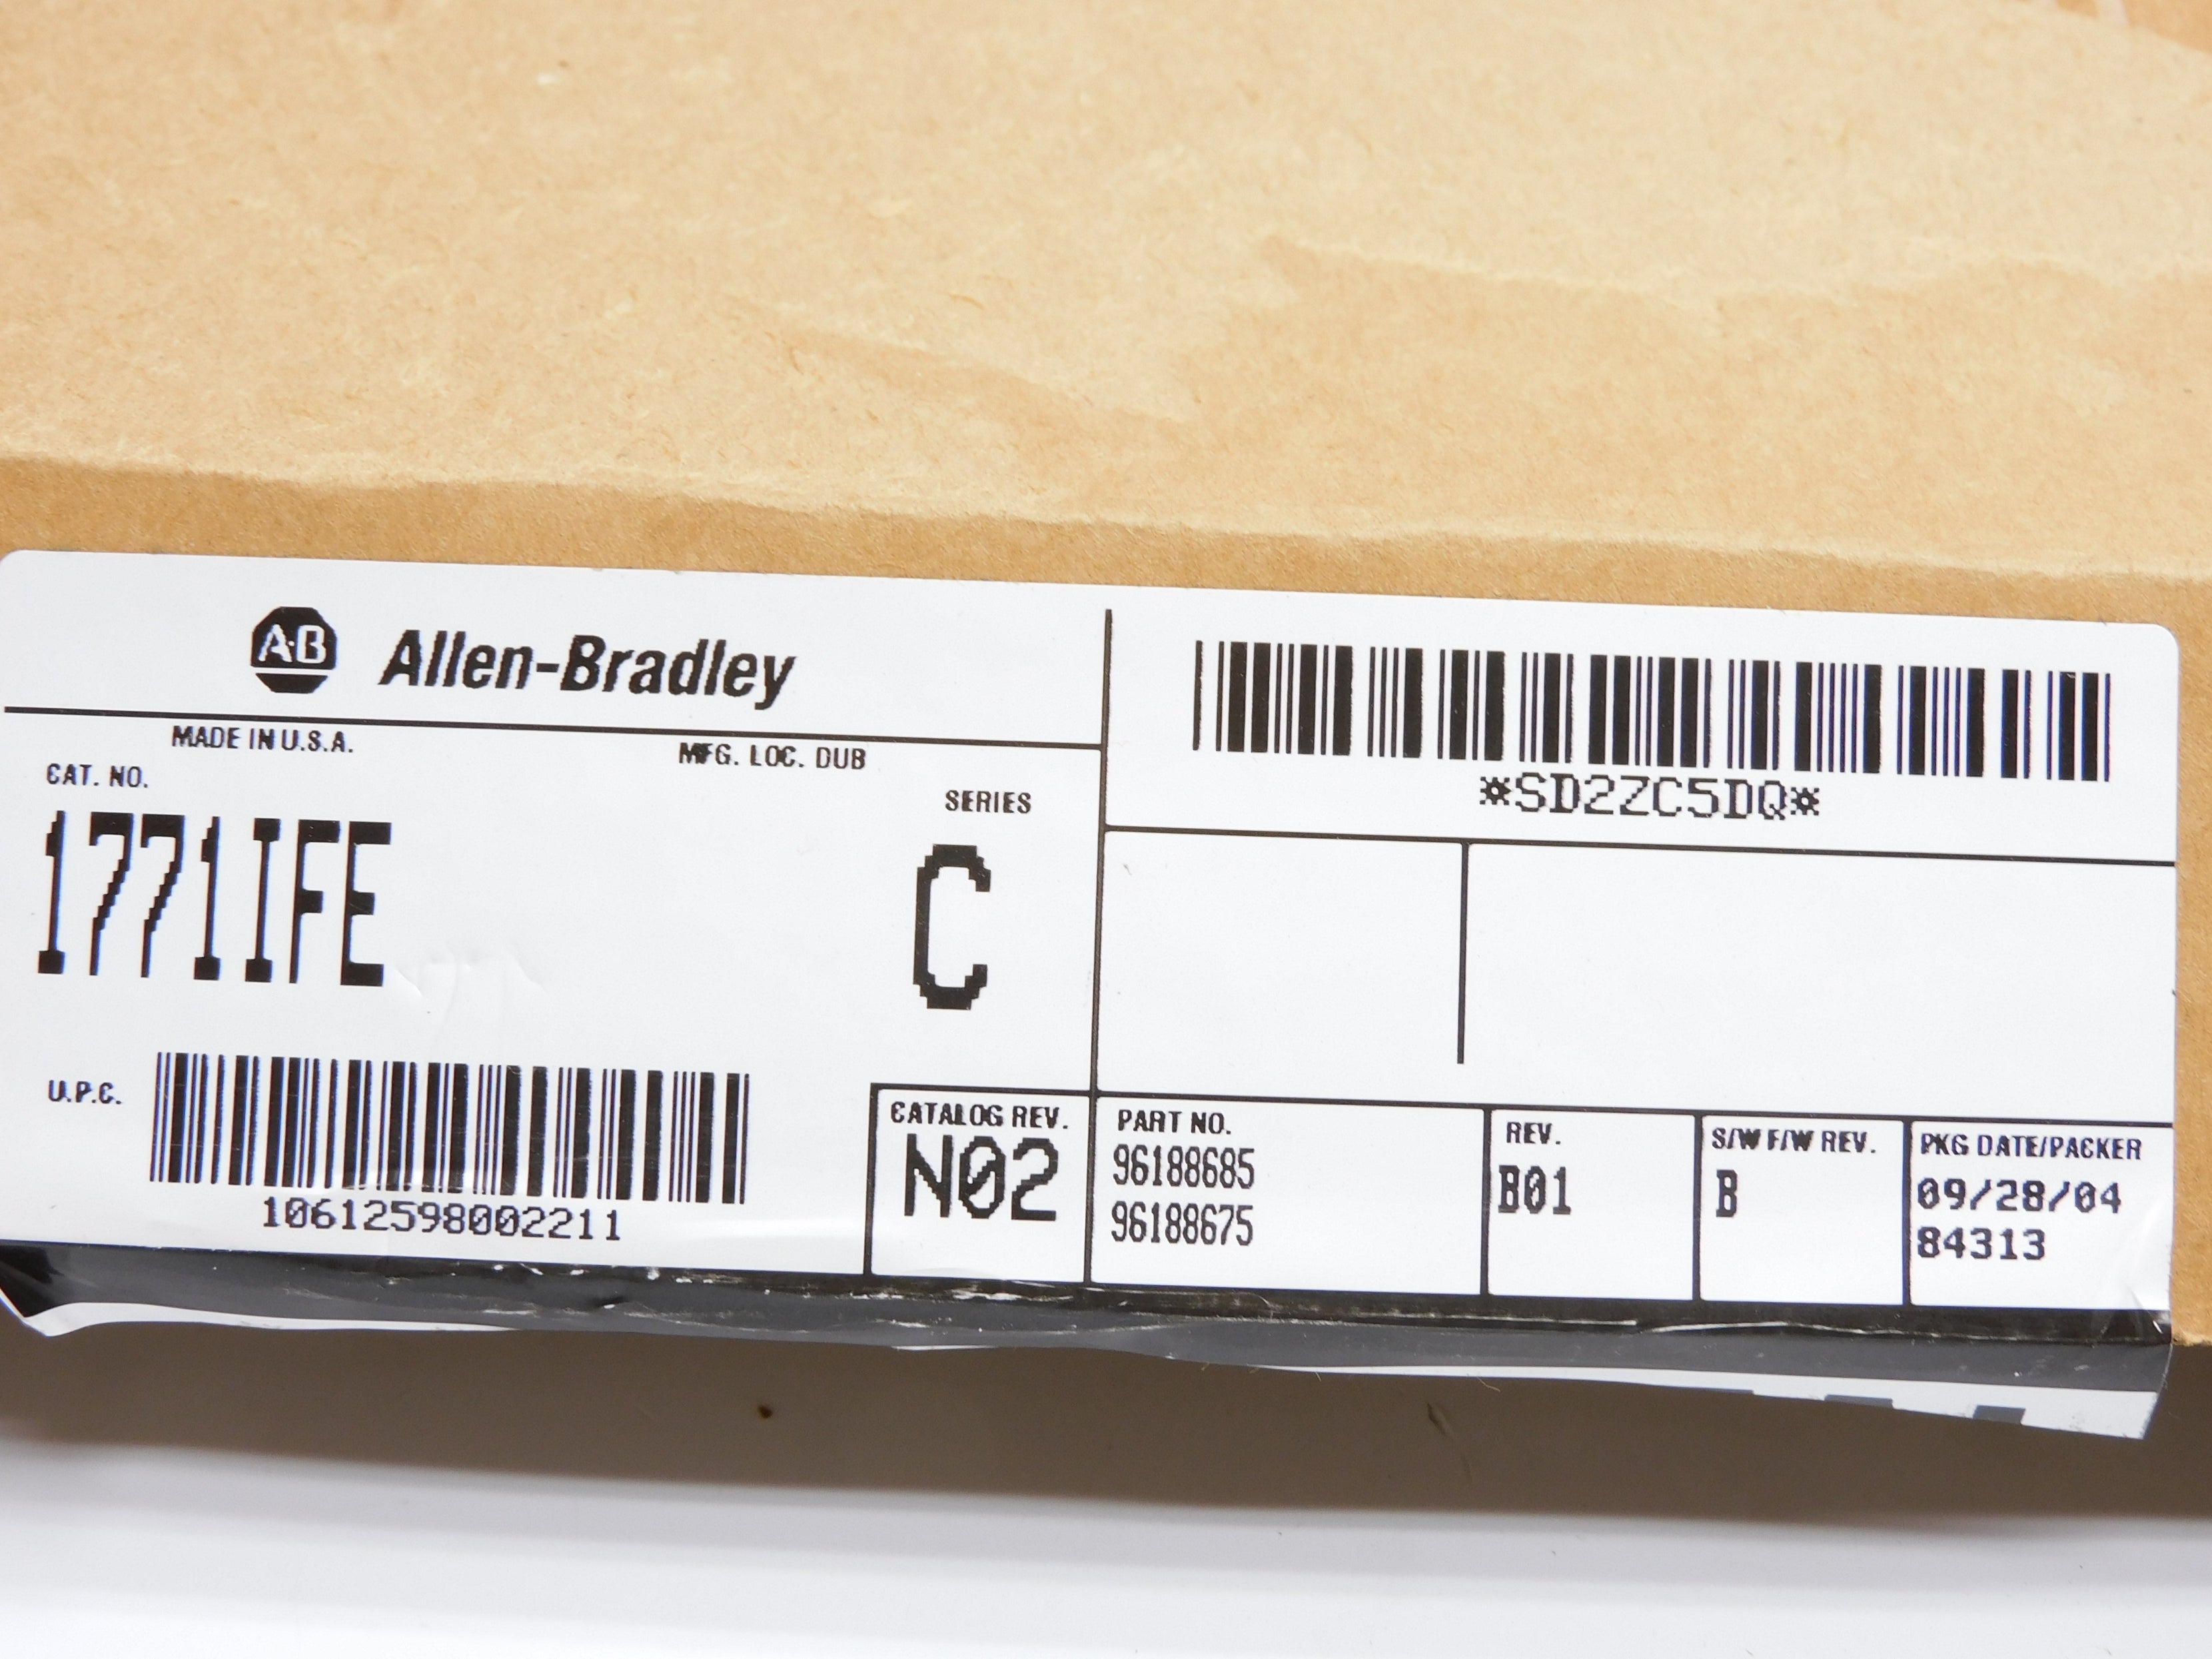 A·B Allen-Bradley
MADE IN U.S.A. MFG. LOC. DUB
CAT. NO. SERIES
1771IFE C
U.P.C.
10612598002211
CATALOG REV.
N02
*SD2ZC5DQ*
PART NO.
96188685
96188675
REV.
B01
S/W F/W REV.
B
PKG DATE/PACKER
09/28/04
84313